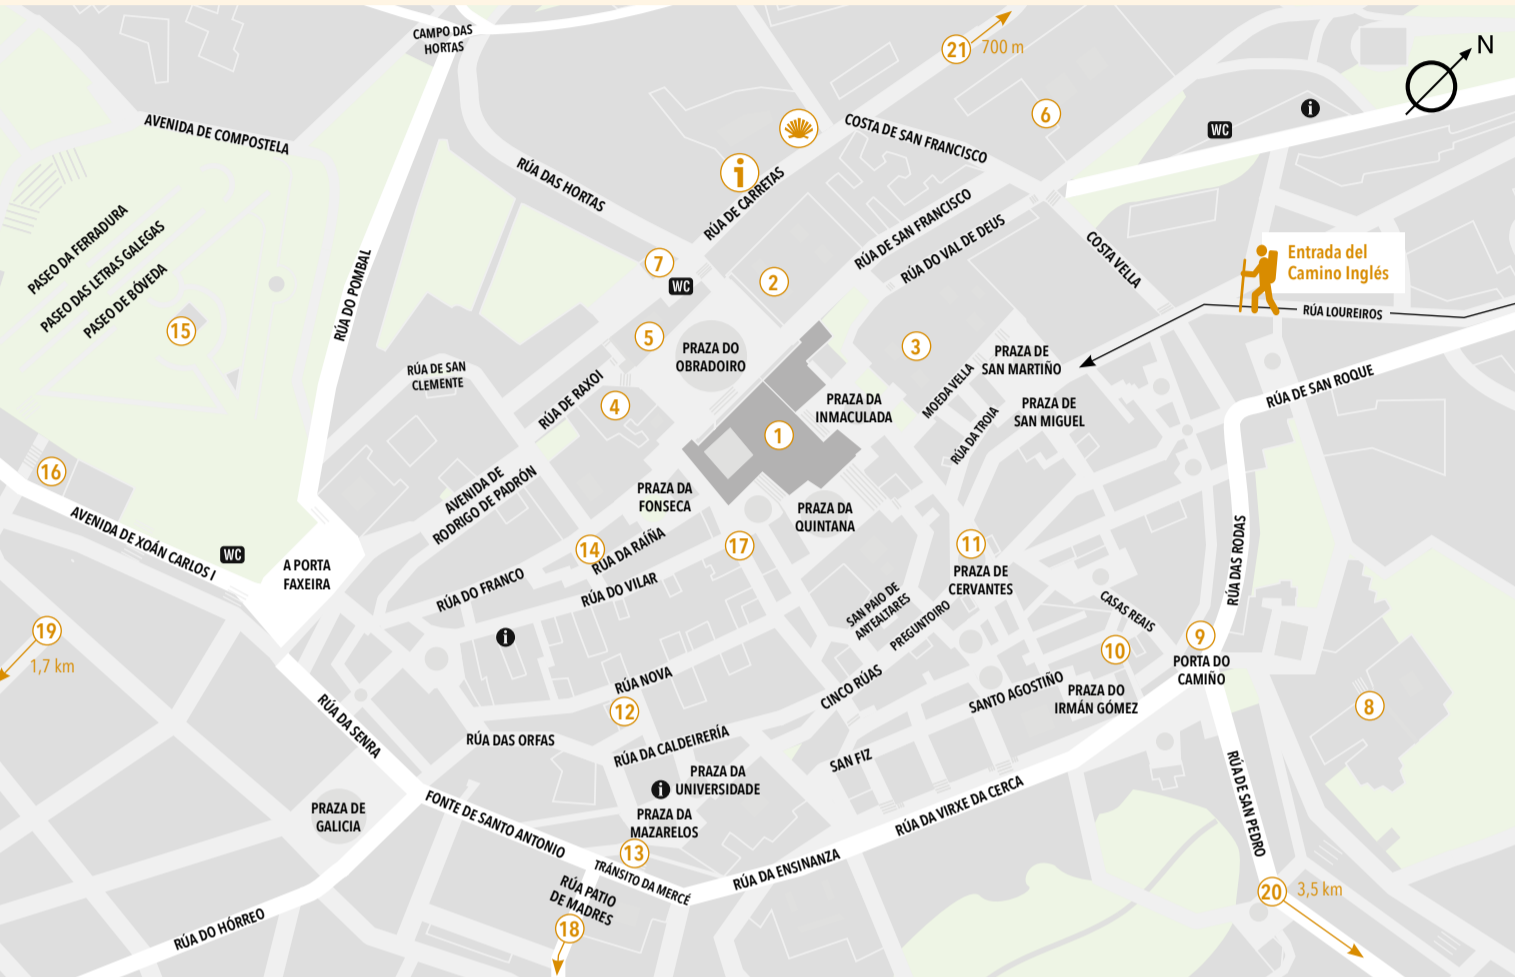 CAMPO DAS
HORTAS
21
700 m
N
6
WC
i
AVENIDA DE COMPOSTELA
COSTA DE SAN FRANCISCO
i
RÚA DAS HORTAS
RÚA DE CARRETAS
RÚA DE SAN FRANCISCO
RÚA DO VAL DE DEUS
COSTA VELLA
Entrada del
Camino Inglés
RÚA LOUREIROS
PASEO DA FERRADURA
PASEO DAS LETRAS GALEGAS
PASEO DE BÓVEDA
15
RÚA DO POMBAL
7
WC
2
5
PRAZA DO
OBRADOIRO
3
PRAZA DE
SAN MARTIÑO
RÚA DE SAN
CLEMENTE
RÚA DE RAXOI
4
PRAZA DA
INMACULADA
MOEDA VELLA
PRAZA DE
SAN MIGUEL
RÚA DA TROIA
RÚA DE SAN ROQUE
1
16
AVENIDA DE
RODRIGO DE PADRÓN
PRAZA DA
FONSECA
PRAZA DA
QUINTANA
AVENIDA DE XOÁN CARLOS I
WC
A PORTA
FAXEIRA
14
RÚA DA RAÍÑA
17
11
PRAZA DE
CERVANTES
RÚA DAS RODAS
RÚA DO FRANCO
RÚA DO VILAR
SAN PAIO DE
ANTEALTARES
PREGUNTOIRO
CASAS REAIS
19
1,7 km
i
9
PORTA DO
CAMIÑO
10
RÚA NOVA
CINCO RÚAS
SANTO AGOSTIÑO
PRAZA DO
IRMÁN GÓMEZ
8
12
RÚA DA SENRA
RÚA DAS ORFAS
RÚA DA CALDEIRERÍA
SAN FIZ
i
PRAZA DA
UNIVERSIDADE
PRAZA DE
GALICIA
FONTE DE SANTO ANTONIO
PRAZA DA
MAZARELOS
RÚA DA VIRXE DA CERCA
RÚA DE SAN PEDRO
13
TRÁNSITO DA MERCÉ
RÚA DA ENSINANZA
RÚA PATIO
DE MADRES
20
3,5 km
RÚA DO HÓRREO
18